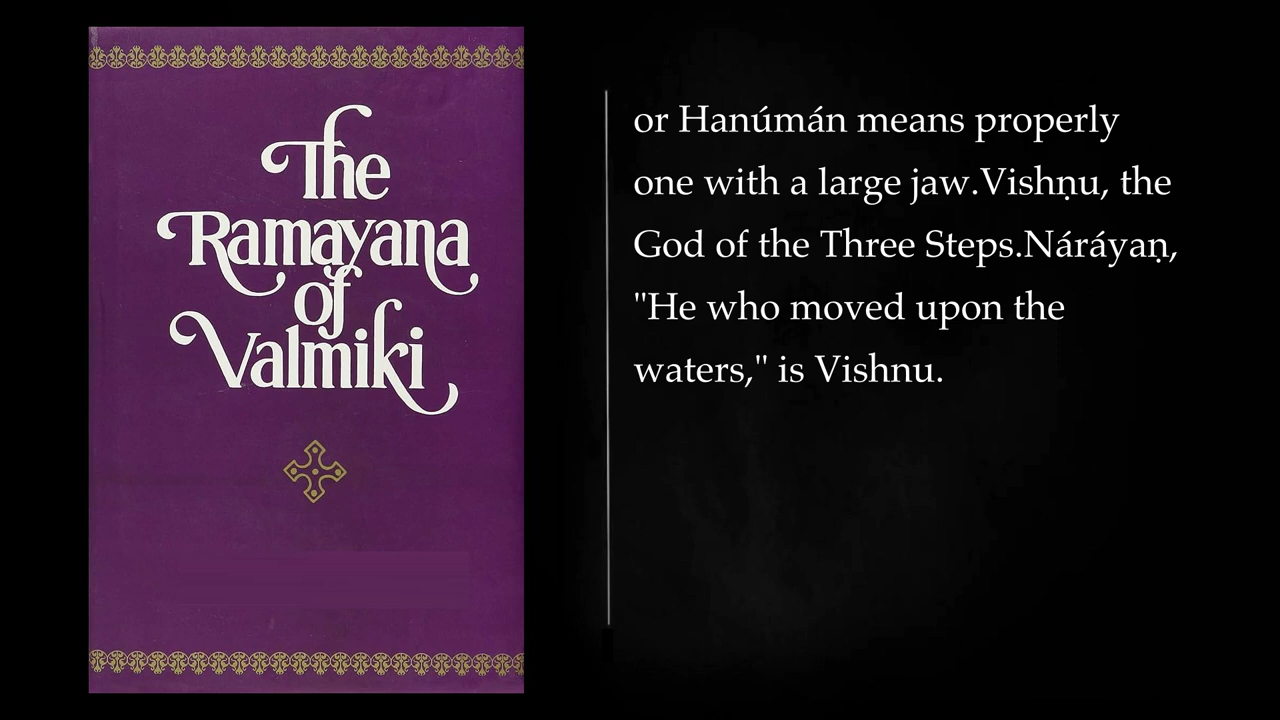 The
Ramayana
of
Valmiki
or Hanúmán means properly
one with a large jaw.Vishṇu, the
God of the Three Steps.Náráyaṇ,
"He who moved upon the
waters," is Vishnu.